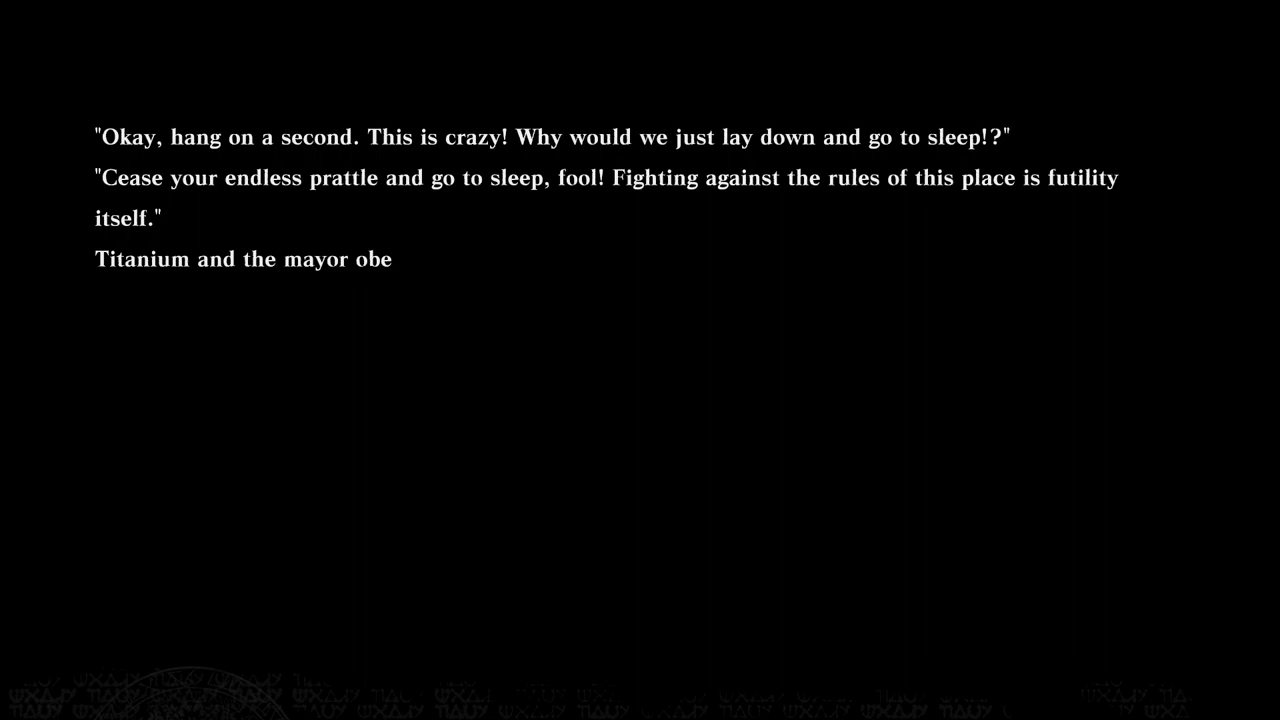 "Okay, hang on a second. This is crazy! Why would we just lay down and go to sleep!?"
"Cease your endless prattle and go to sleep, fool! Fighting against the rules of this place is futility
itself."
Titanium and the mayor obe